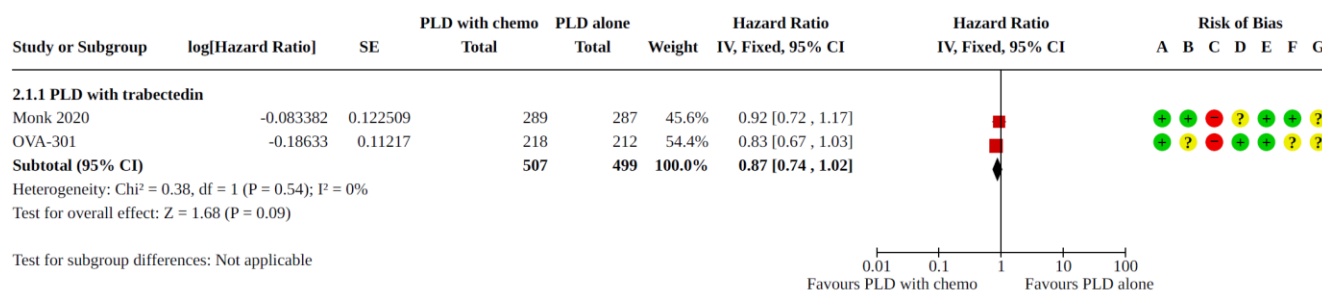 PLD with chemo PLD alone Hazard Ratio Hazard Ratio Risk of Bias
Study or Subgroup log[Hazard Ratio] SE Total Total Weight IV, Fixed, 95% CI IV, Fixed, 95% CI A B C D E F G
2.1.1 PLD with trabectedin
Monk 2020 -0.083382 0.122509 289 287 45.6% 0.92 [0.72 , 1.17] + + − ? + + ?
OVA-301 -0.18633 0.11217 218 212 54.4% 0.83 [0.67 , 1.03] + ? − + + ? ?
Subtotal (95% CI) 507 499 100.0% 0.87 [0.74 , 1.02]
Heterogeneity: Chi² = 0.38, df = 1 (P = 0.54); I² = 0%
Test for overall effect: Z = 1.68 (P = 0.09)
Test for subgroup differences: Not applicable
0.01 0.1 1 10 100
Favours PLD with chemo Favours PLD alone